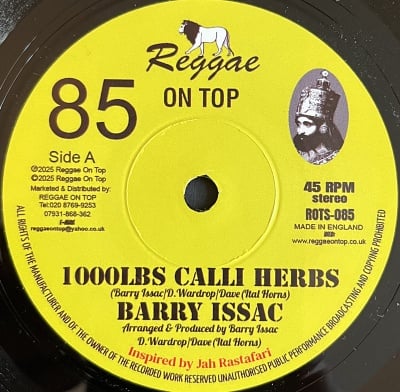 Reggae
ON TOP
85
Side A
℗2025 Reggae On Top
©2025 Reggae On Top
Marketed & Distributed by:
REGGAE ON TOP
Tel:020 8769-9253
07931-868-362
E-MAIL
reggaeontop@yahoo.co.uk
45 RPM
stereo
ROTS-085
MADE IN ENGLAND
WEB:
www.reggaeontop.co.uk
1000LBS CALLI HERBS
(Barry Issac/D.Wardrop/Dave (Ital Horns)
BARRY ISSAC
Arranged & Produced by Barry Issac
D.Wardrop/Dave (Ital Horns)
Inspired by Jah Rastafari
ALL RIGHTS OF THE MANUFACTURER AND OF THE OWNER OF THE RECORDED WORK RESERVED UNAUTHORISED PUBLIC PERFORMANCE BROADCASTING AND COPYING PROHIBITED